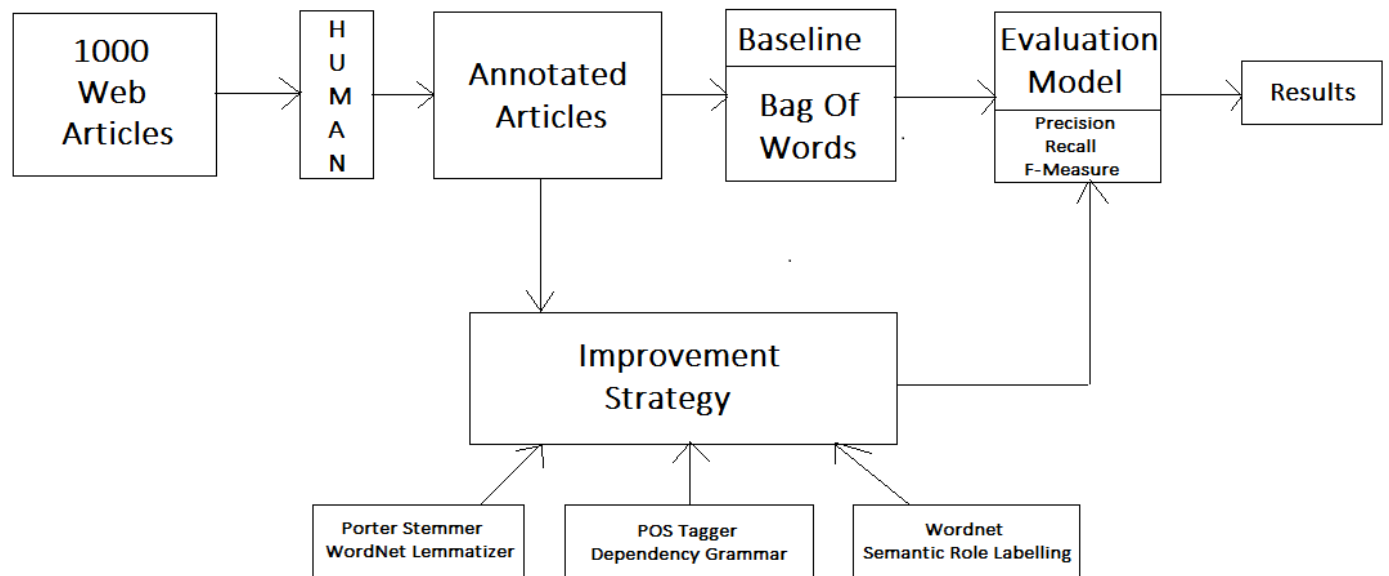 1000
Web
Articles
H
U
M
A
N
Annotated
Articles
Baseline
Bag Of
Words
Evaluation
Model
Precision
Recall
F-Measure
Results
Improvement
Strategy
Porter Stemmer
WordNet Lemmatizer
POS Tagger
Dependency Grammar
Wordnet
Semantic Role Labelling